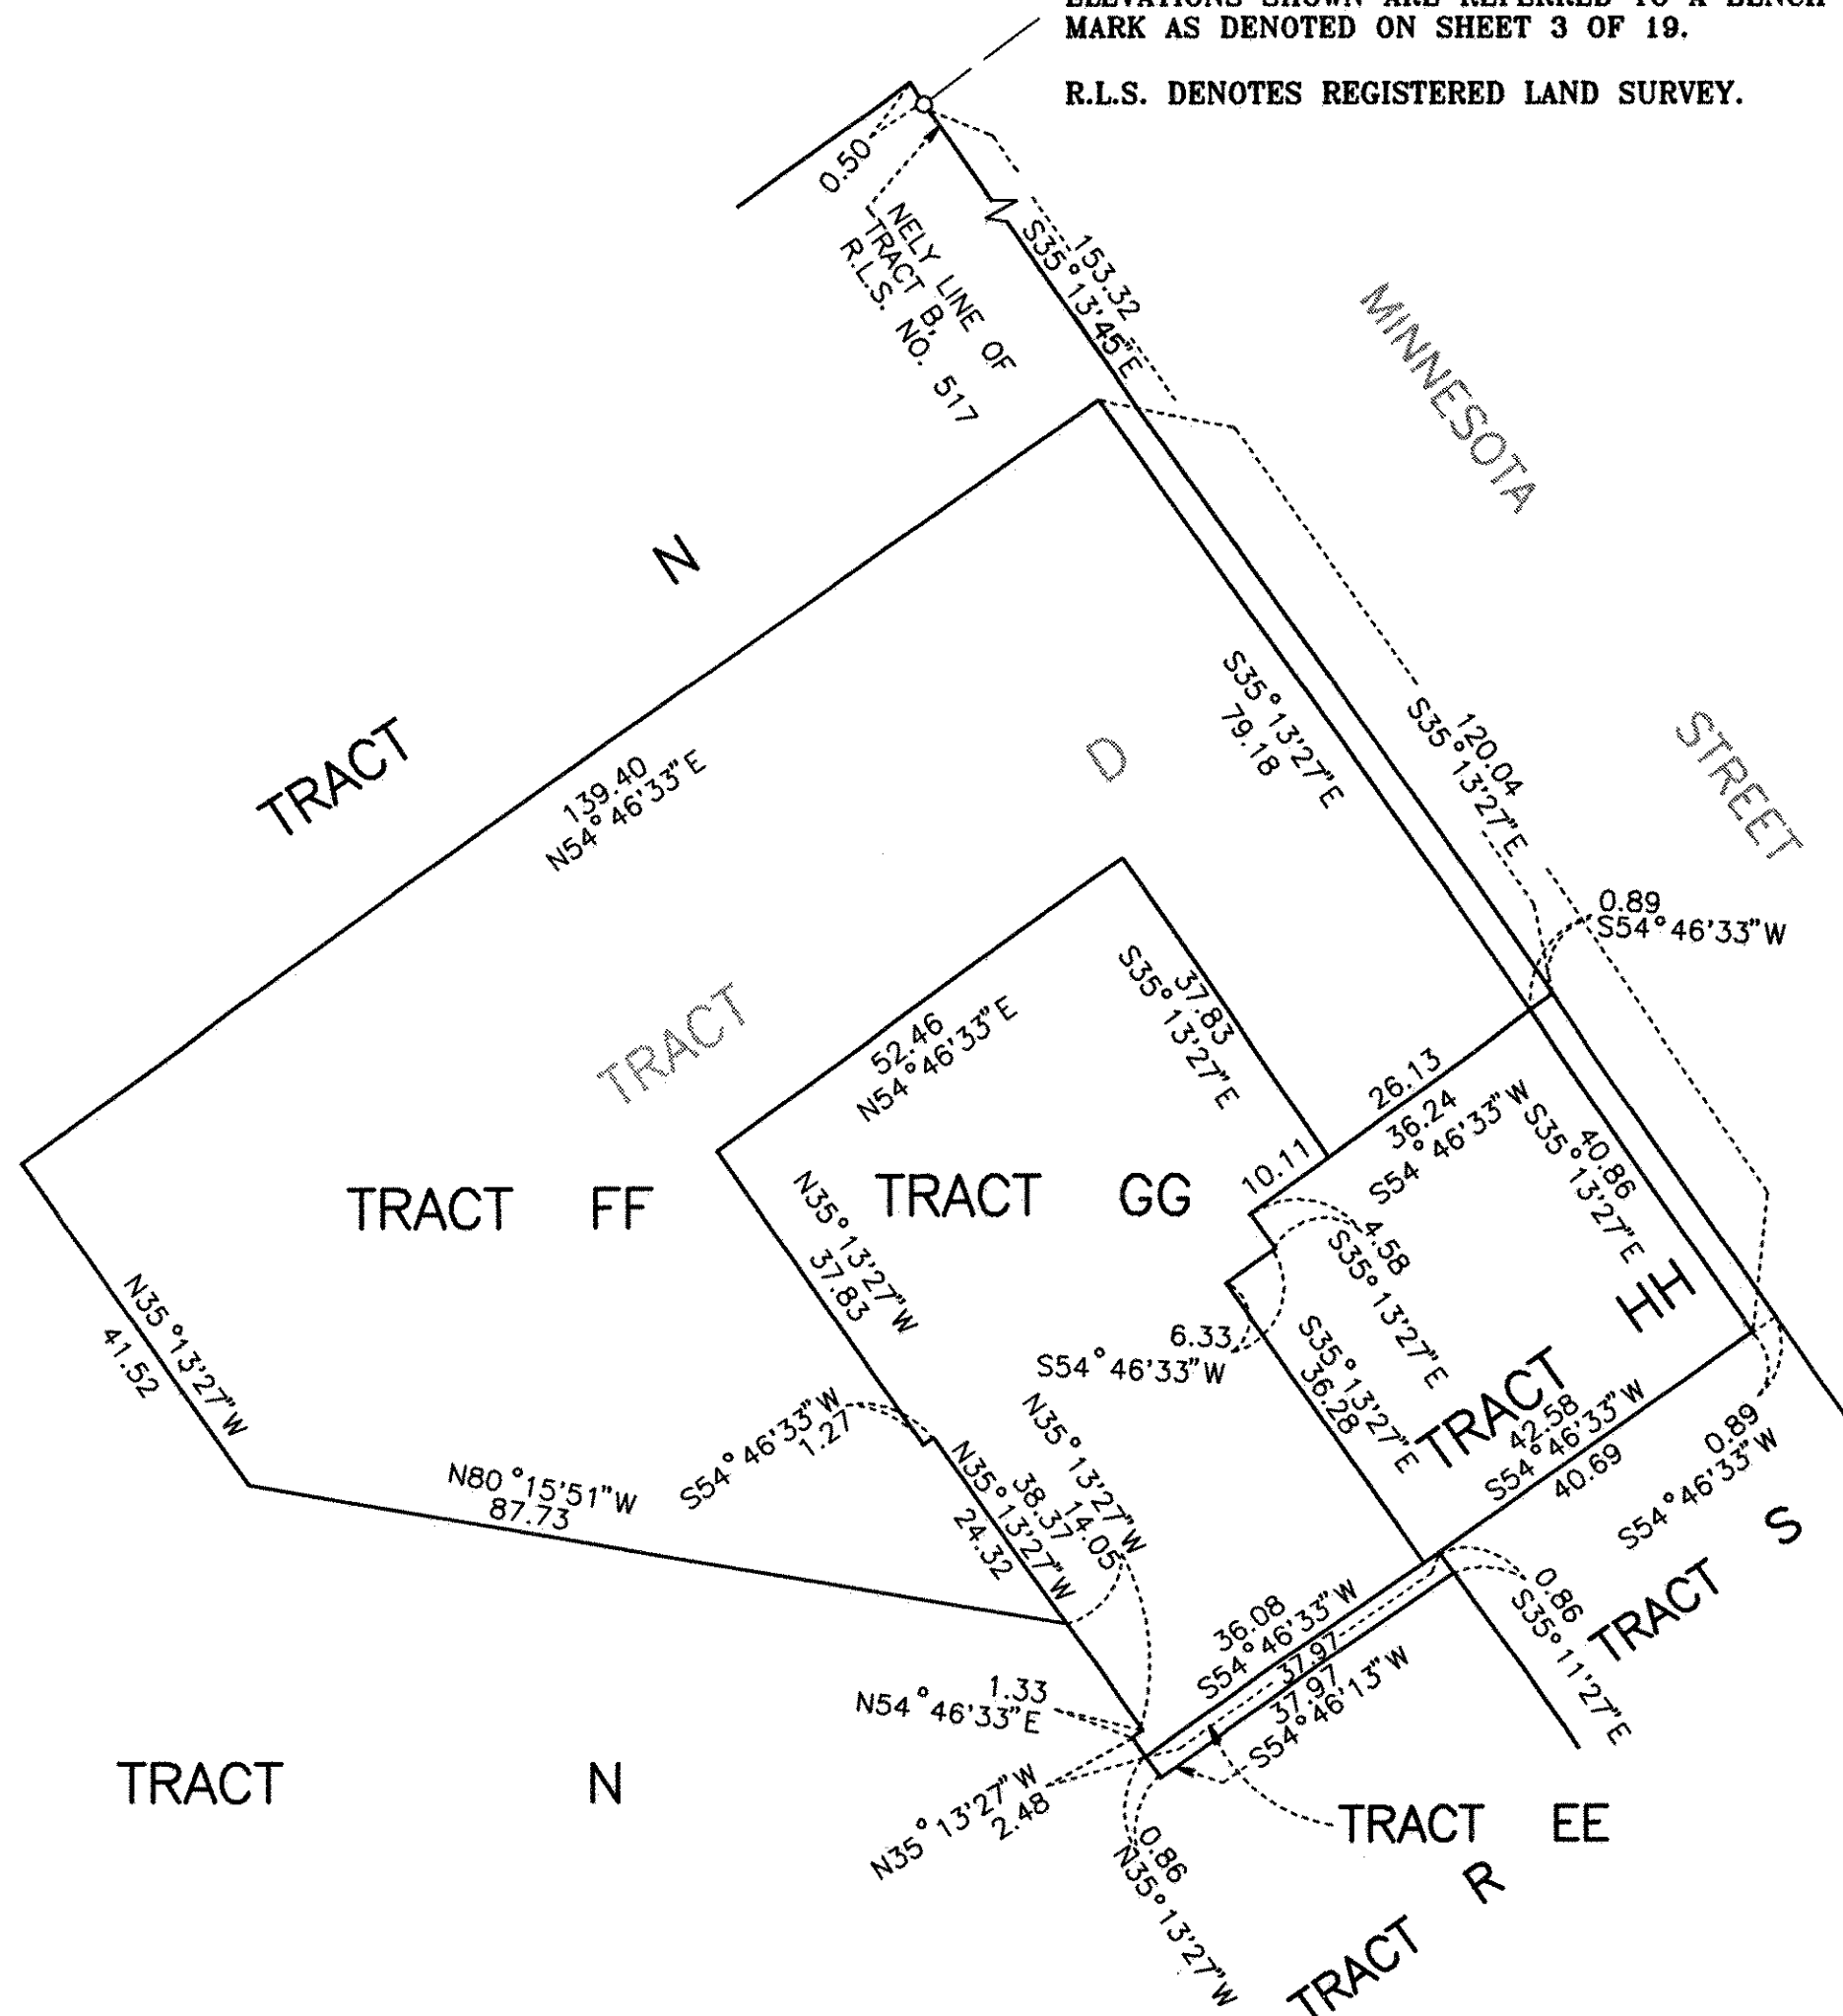 ELEVATIONS SHOWN ARE REFERRED TO A BENCH
MARK AS DENOTED ON SHEET 3 OF 19.
R.L.S. DENOTES REGISTERED LAND SURVEY.
0.50
NELY LINE OF
TRACT B,
R.L.S. NO. 517
153.32
S35°13'45"E
MINNESOTA
STREET
N
TRACT
139.40
N54°46'33"E
S35°13'27"E
79.18
D
TRACT
120.04
S35°13'27"E
0.89
S54°46'33"W
52.46
N54°46'33"E
37.83
S35°13'27"E
26.13
36.24
S54°46'33"W
10.11
40.86
S35°13'27"E
TRACT FF
TRACT GG
N35°13'27"W
37.83
4.58
S35°13'27"E
6.33
S54°46'33"W
S35°13'27"E
36.28
TRACT HH
N35°13'27"W
41.52
42.58
S54°46'33"W
40.69
0.89
S54°46'33"W
S54°46'33"W
1.27
N80°15'51"W
87.73
N35°13'27"W
14.05
38.37
N35°13'27"W
24.32
TRACT S
0.86
S35°11'27"E
36.08
S54°46'33"W
37.97
37.97
S54°46'13"W
1.33
N54°46'33"E
N35°13'27"W
2.48
0.86
N35°13'27"W
TRACT N
TRACT EE
TRACT R